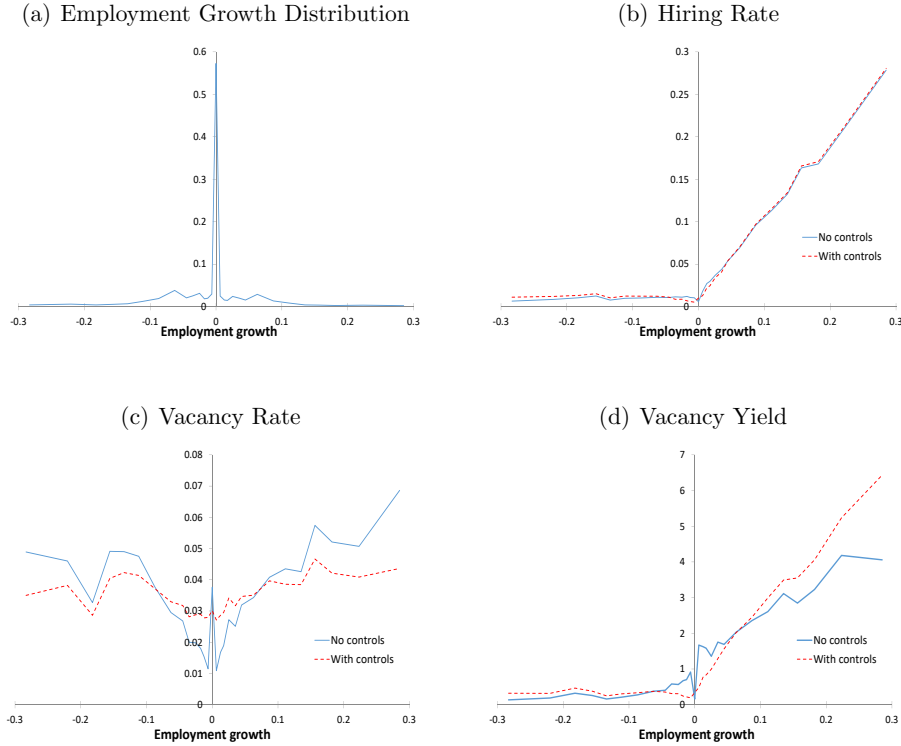 (a) Employment Growth Distribution
0.6
0.5
0.4
0.3
0.2
0.1
0
-0.3 -0.2 -0.1 0 0.1 0.2 0.3
Employment growth
(b) Hiring Rate
0.3
0.25
0.2
0.15
0.1
0.05
0
No controls
With controls
-0.3 -0.2 -0.1 0 0.1 0.2 0.3
Employment growth
(c) Vacancy Rate
0.08
0.07
0.06
0.05
0.04
0.03
0.02
0.01
0
No controls
With controls
-0.3 -0.2 -0.1 0 0.1 0.2 0.3
Employment growth
(d) Vacancy Yield
7
6
5
4
3
2
1
0
No controls
With controls
-0.3 -0.2 -0.1 0 0.1 0.2 0.3
Employment growth